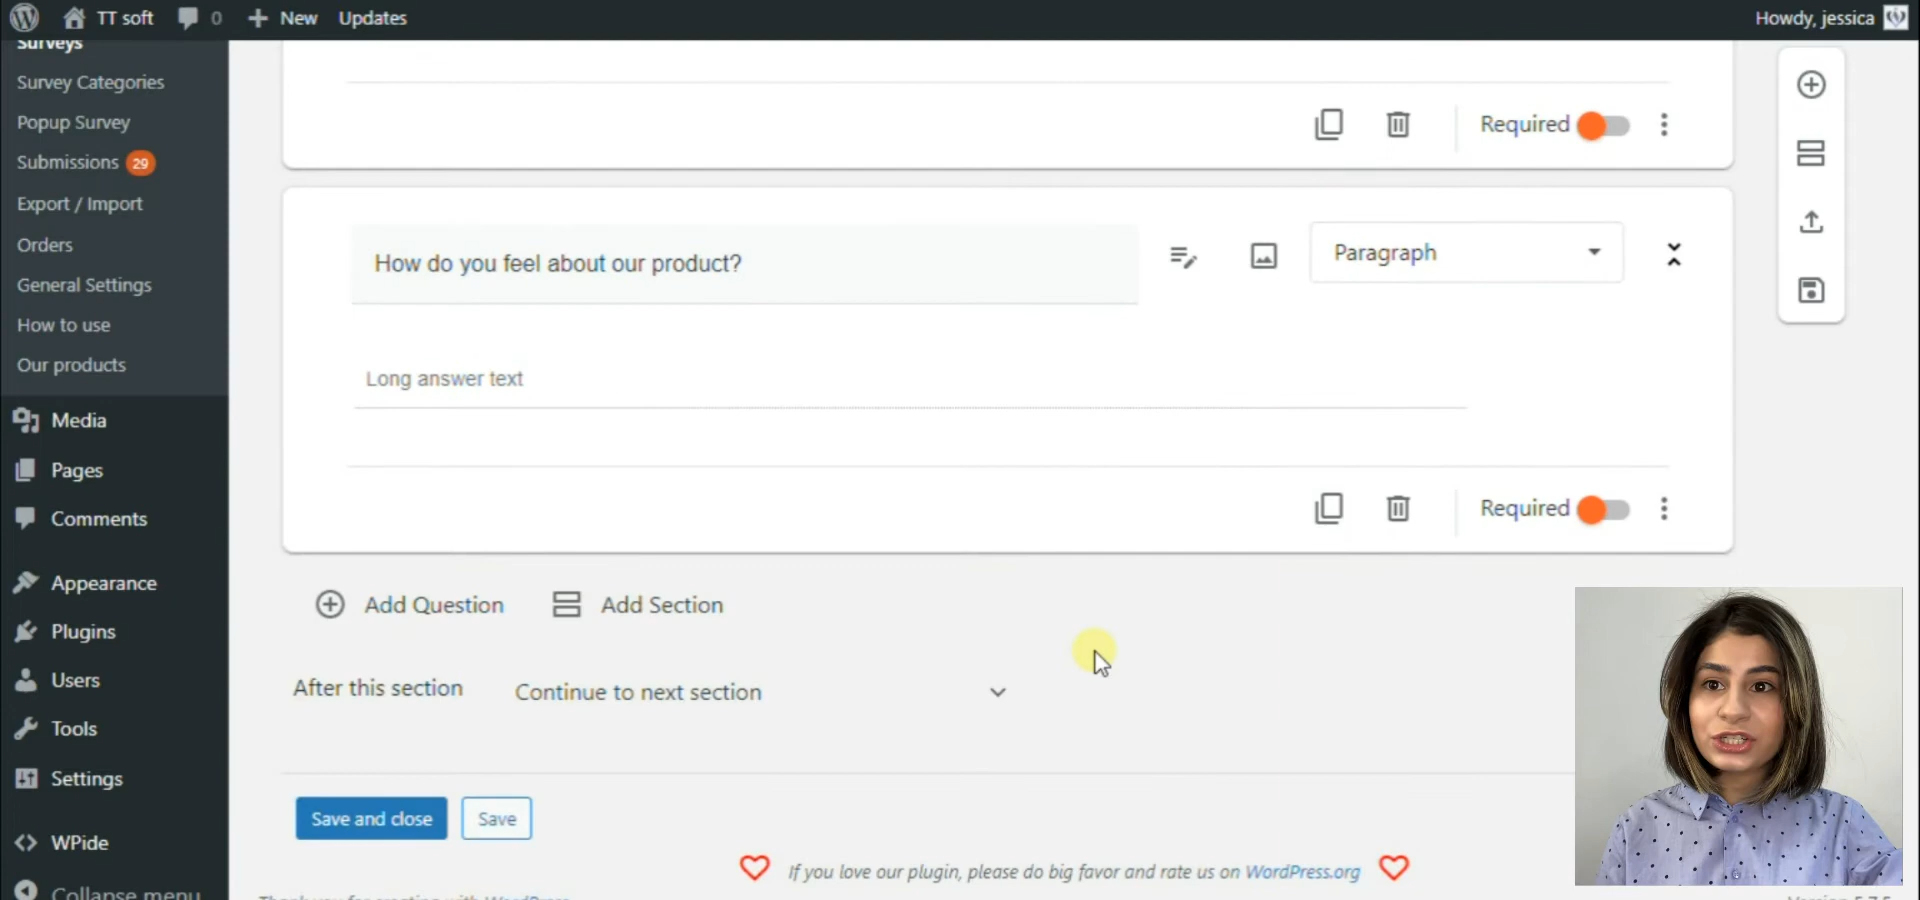 TT soft 0 New Updates Howdy, jessica
Surveys
Survey Categories
Popup Survey
Submissions 29
Export / Import
Orders
General Settings
How to use
Our products
Media
Pages
Comments
Appearance
Plugins
Users
Tools
Settings
WPide
Collapse menu
Required
How do you feel about our product?
Paragraph
Long answer text
Required
Add Question Add Section
After this section Continue to next section
Save and close Save
If you love our plugin, please do big favor and rate us on WordPress.org